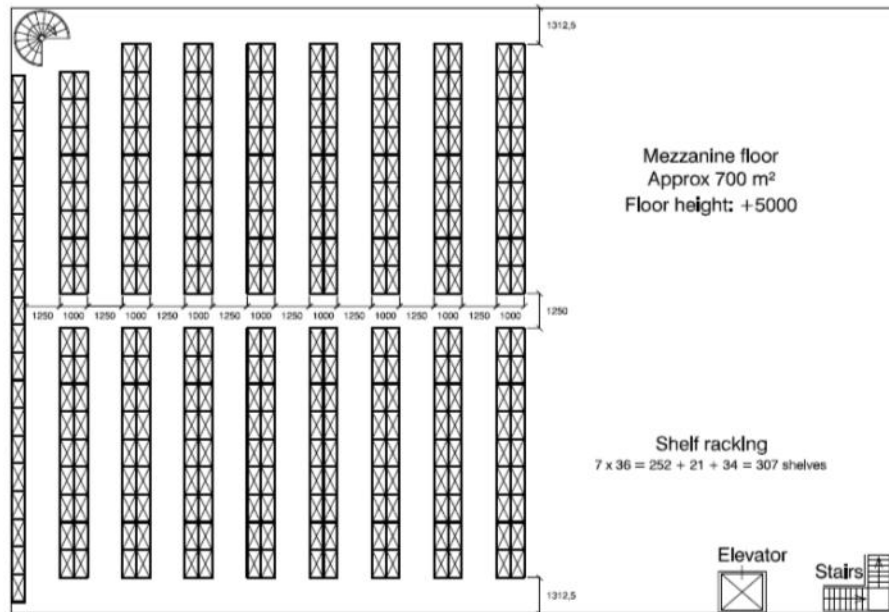 1312,5
Mezzanine floor
Approx 700 m²
Floor height: +5000
1250 1000 1250 1000 1250 1000 1250 1000 1250 1000 1250 1000 1250 1000 1250 1000
1250
Shelf racking
7 x 36 = 252 + 21 + 34 = 307 shelves
Elevator
Stairs
1312,5